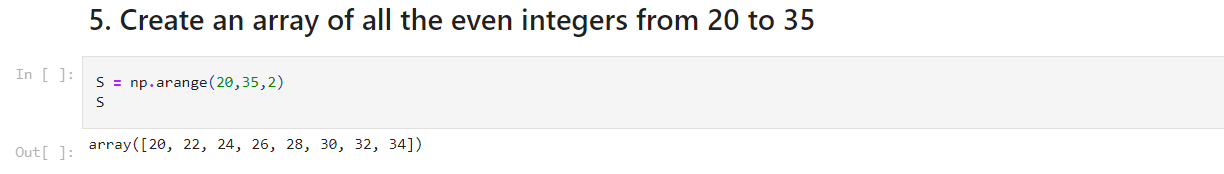 5. Create an array of all the even integers from 20 to 35
In [ ]:
S = np.arange(20,35,2)
S
Out[ ]:
array([20, 22, 24, 26, 28, 30, 32, 34])